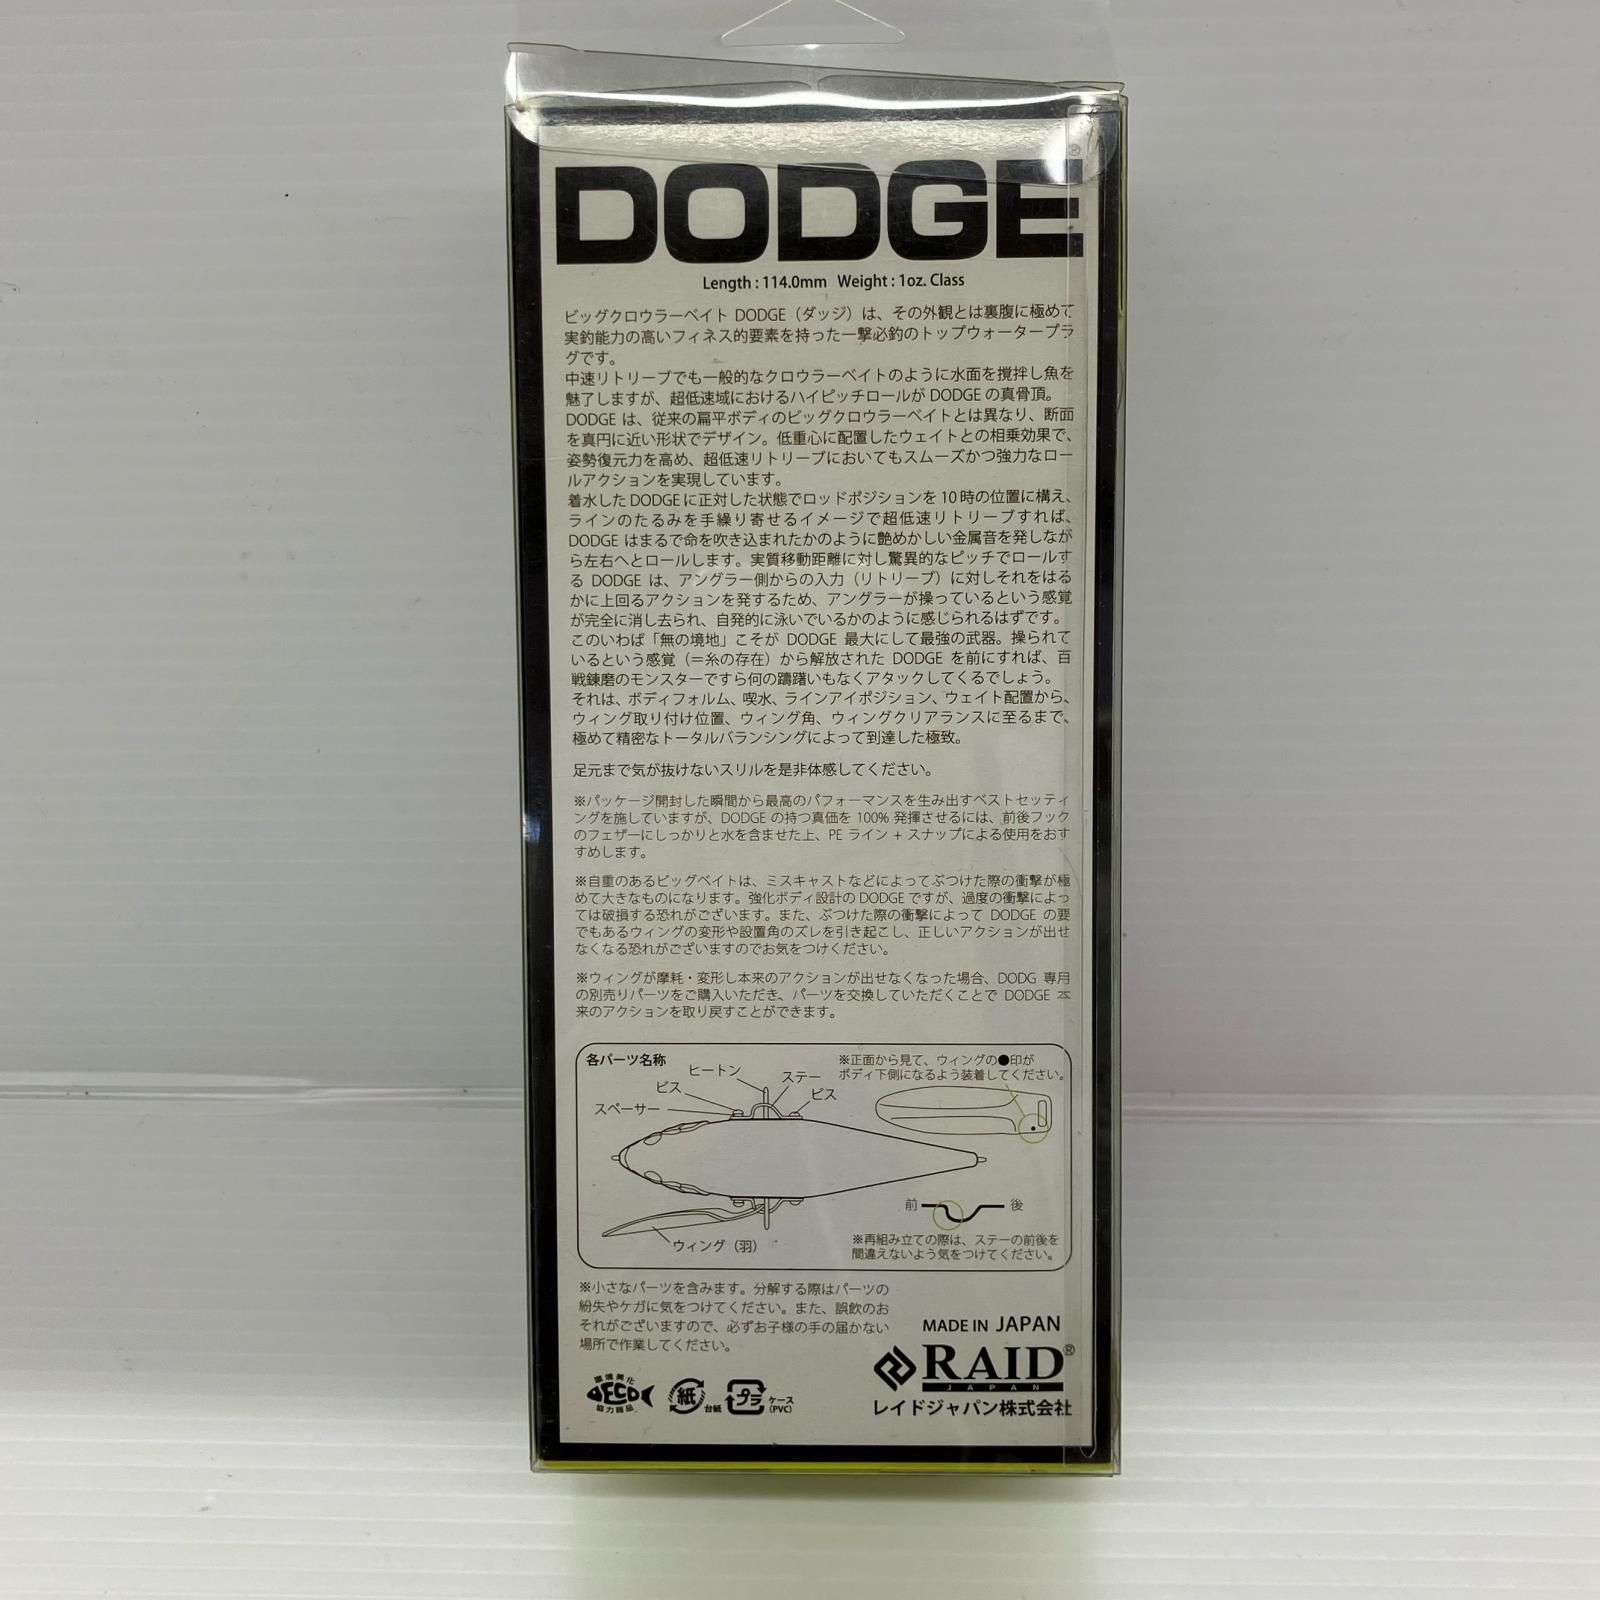 DODGE®
Length : 114.0mm Weight : 1oz. Class
ビッグクロウラーベイト DODGE（ダッジ）は、その外観とは裏腹に極めて
実釣能力の高いフィネス的要素を持った一撃必釣のトップウォータープラ
グです。
中速リトリーブでも一般的なクロウラーベイトのように水面を撹拌し魚を
魅了しますが、超低速域におけるハイピッチロールが DODGE の真骨頂。
DODGE は、従来の扁平ボディのビッグクロウラーベイトとは異なり、断面
を真円に近い形状でデザイン。低重心に配置したウェイトとの相乗効果で、
姿勢復元力を高め、超低速リトリーブにおいてもスムーズかつ強力なロー
ルアクションを実現しています。
着水した DODGE に正対した状態でロッドポジションを 10 時の位置に構え、
ラインのたるみを手繰り寄せるイメージで超低速リトリーブすれば、
DODGE はまるで命を吹き込まれたかのように艶めかしい金属音を発しなが
ら左右へとロールします。実質移動距離に対し驚異的なピッチでロールす
る DODGE は、アングラー側からの入力（リトリーブ）に対しそれをはる
かに上回るアクションを発するため、アングラーが操っているという感覚
が完全に消し去られ、自発的に泳いでいるかのように感じられるはずです。
このいわば「無の境地」こそが DODGE 最大にして最強の武器。操られて
いるという感覚（＝糸の存在）から解放された DODGE を前にすれば、百
戦錬磨のモンスターですら何の躊躇いもなくアタックしてくるでしょう。
それは、ボディフォルム、喫水、ラインアイポジション、ウェイト配置から、
ウィング取り付け位置、ウィング角、ウィングクリアランスに至るまで、
極めて精密なトータルバランシングによって到達した極致。
足元まで気が抜けないスリルを是非体感してください。
※パッケージ開封した瞬間から最高のパフォーマンスを生み出すベストセッティ
ングを施していますが、DODGE の持つ真価を 100% 発揮させるには、前後フック
のフェザーにしっかりと水を含ませた上、PE ライン + スナップによる使用をおす
すめします。
※自重のあるビッグベイトは、ミスキャストなどによってぶつけた際の衝撃が極
めて大きなものになります。強化ボディ設計の DODGE ですが、過度の衝撃によっ
ては破損する恐れがございます。また、ぶつけた際の衝撃によって DODGE の要
でもあるウィングの変形や設置角のズレを引き起こし、正しいアクションが出せ
なくなる恐れがございますのでお気をつけください。
※ウィングが摩耗・変形し本来のアクションが出せなくなった場合、DODG 専用
の別売りパーツをご購入いただき、パーツを交換していただくことで DODGE 本
来のアクションを取り戻すことができます。
各パーツ名称
※正面から見て、ウィングの●印が
ボディ下側になるよう装着してください。
ヒートン
ステー
ビス
ビス
スペーサー
ウィング（羽）
前 後
※再組み立ての際は、ステーの前後を
間違えないよう気をつけてください。
※小さなパーツを含みます。分解する際はパーツの
紛失やケガに気をつけてください。また、誤飲のお
それがございますので、必ずお子様の手の届かない
場所で作業してください。
MADE IN JAPAN
RAID®
JAPAN
レイドジャパン株式会社
環境美化
ECO
協力商品
紙
台紙
プラ
ケース
(PVC)